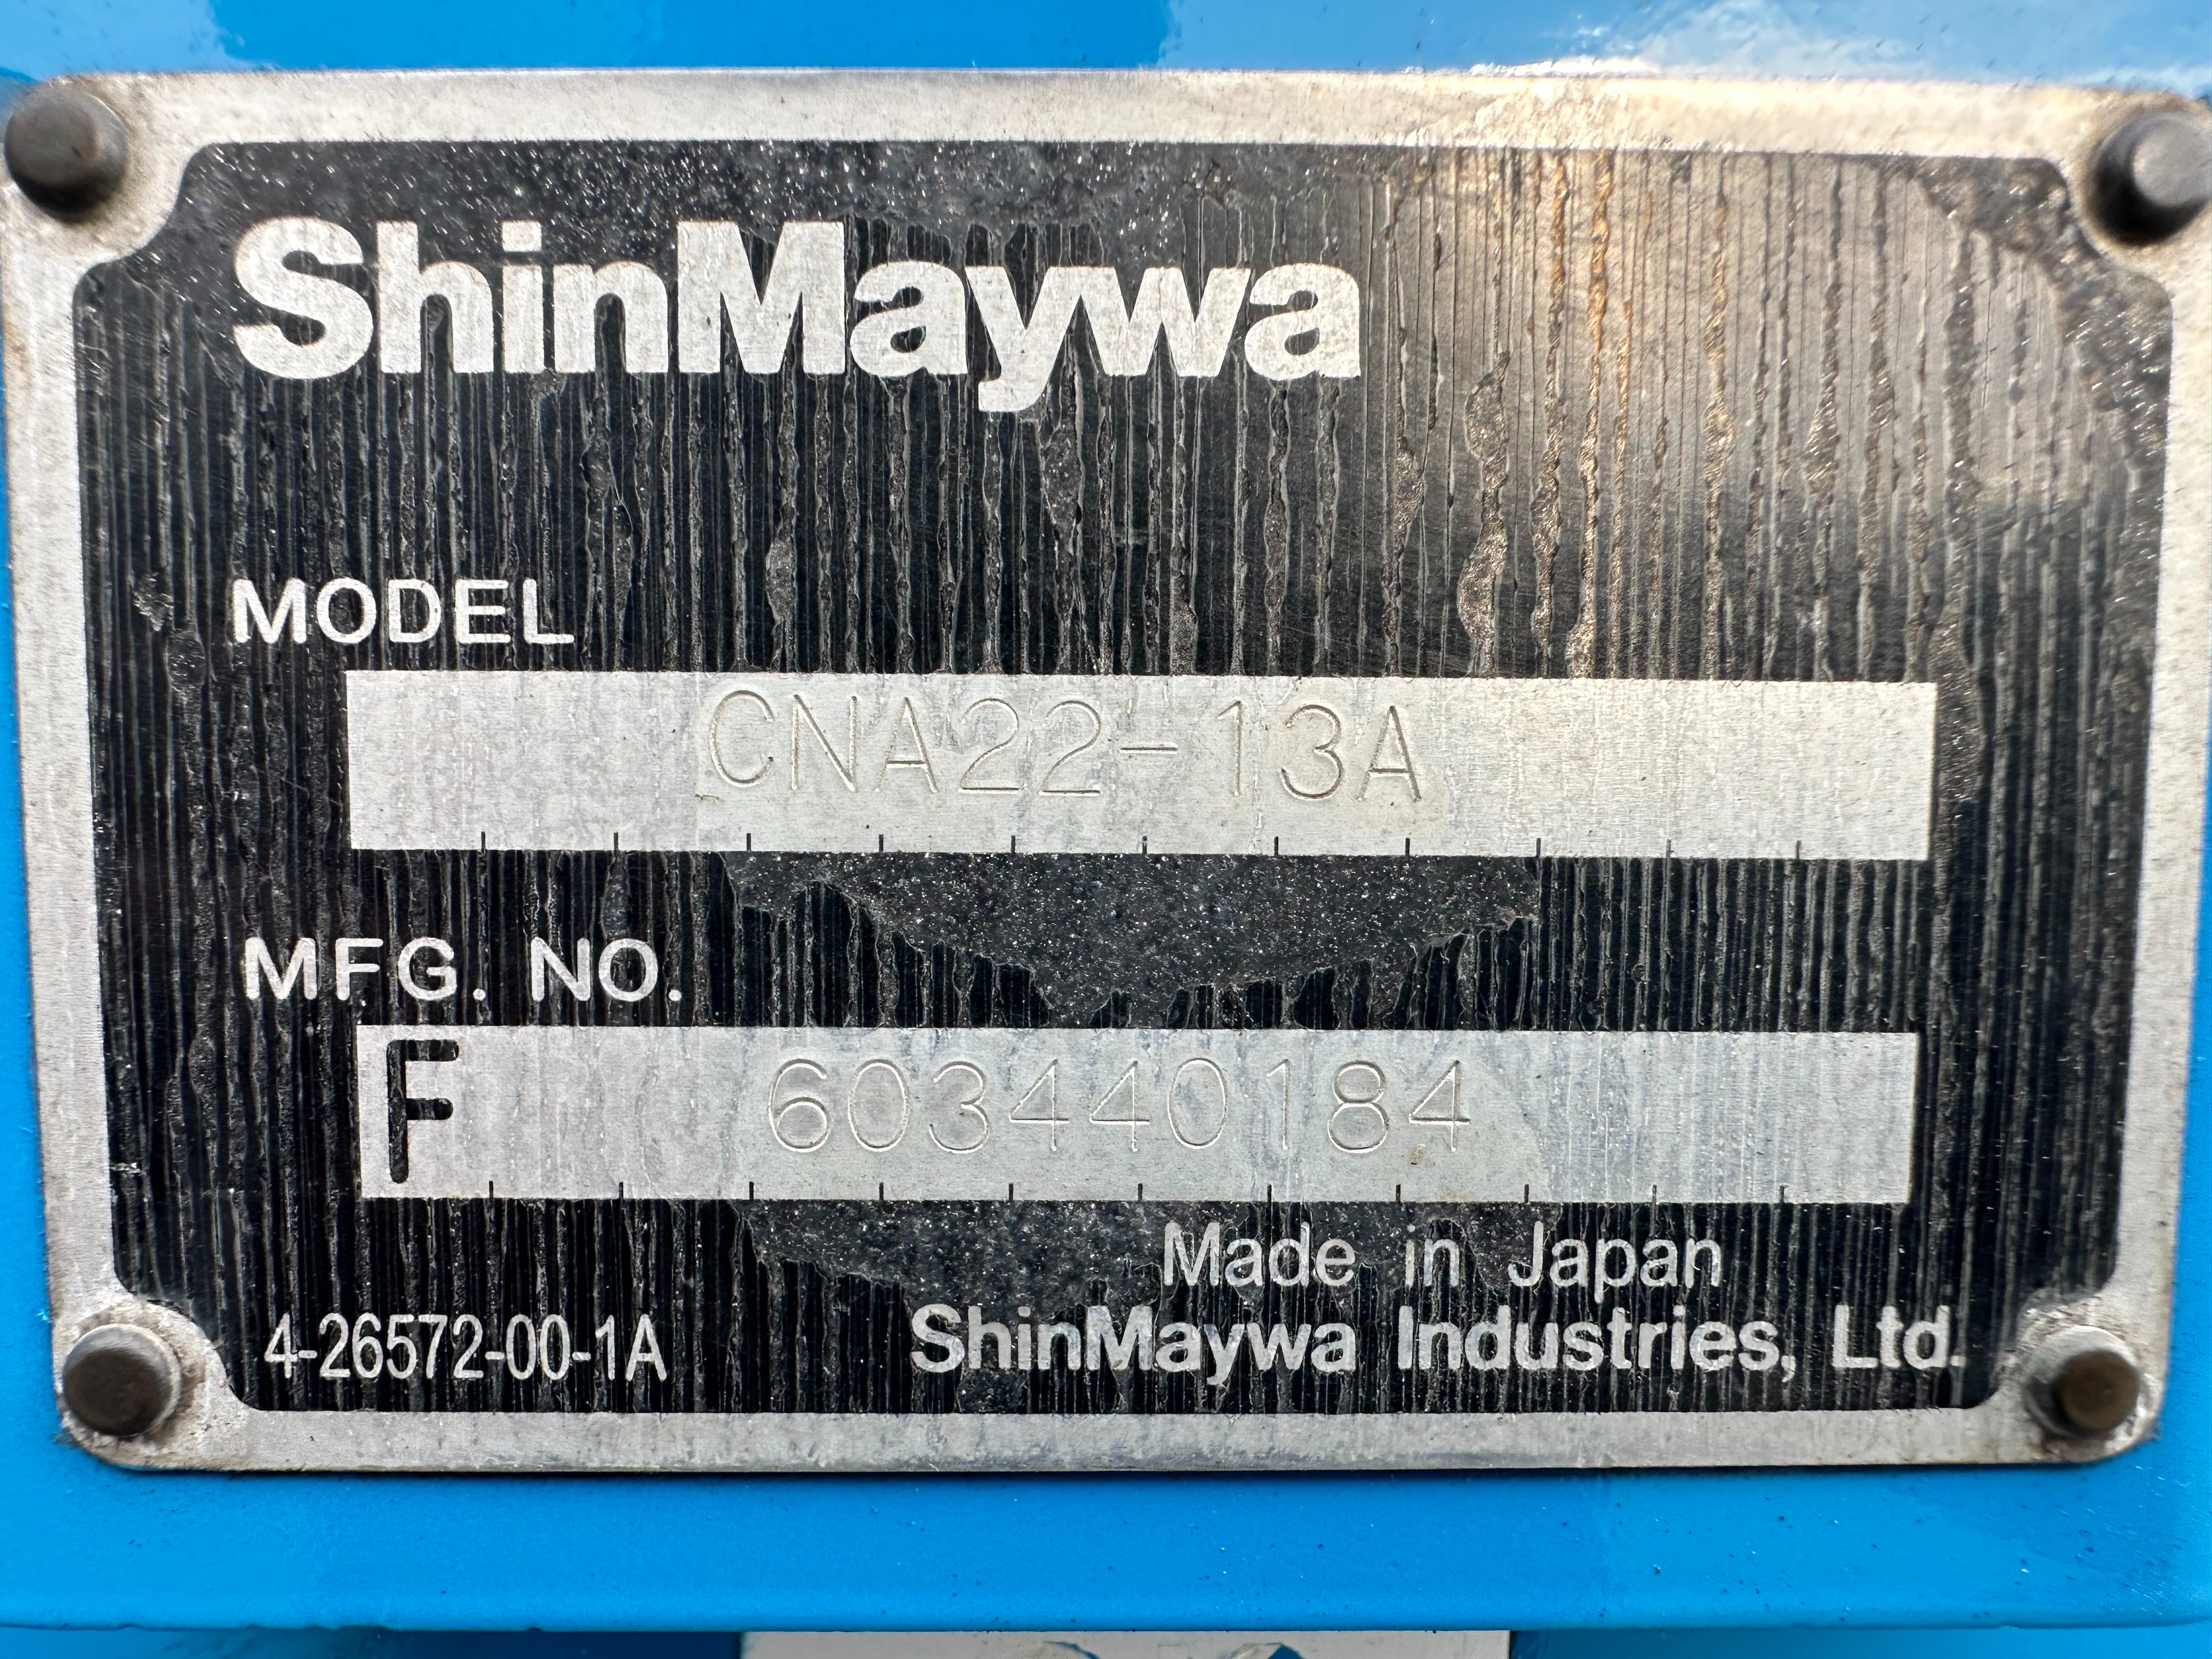 ShinMaywa
MODEL
CNA22-13A
MFG. NO.
F 603440184
Made in Japan
4-26572-00-1A ShinMaywa Industries, Ltd.